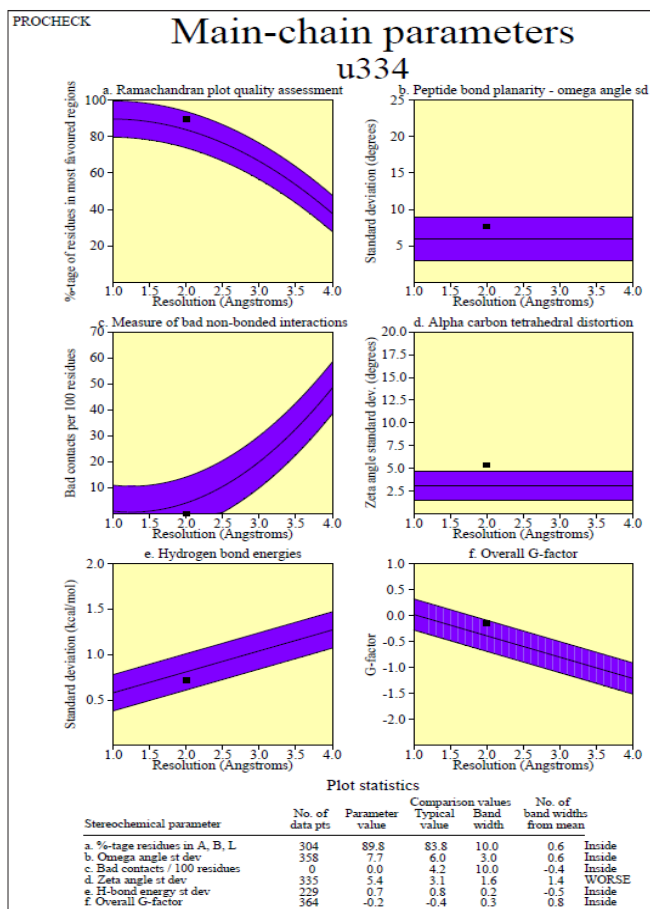 PROCHECK
Main-chain parameters
u334
a. Ramachandran plot quality assessment
%-tage of residues in most favoured regions
100
80
60
40
20
1.0 1.5 2.0 2.5 3.0 3.5 4.0
Resolution (Angstroms)
b. Peptide bond planarity - omega angle sd
Standard deviation (degrees)
25
20
15
10
5
1.0 1.5 2.0 2.5 3.0 3.5 4.0
Resolution (Angstroms)
c. Measure of bad non-bonded interactions
Bad contacts per 100 residues
70
60
50
40
30
20
10
1.0 1.5 2.0 2.5 3.0 3.5 4.0
Resolution (Angstroms)
d. Alpha carbon tetrahedral distortion
Zeta angle standard dev. (degrees)
20.0
17.5
15.0
12.5
10.0
7.5
5.0
2.5
1.0 1.5 2.0 2.5 3.0 3.5 4.0
Resolution (Angstroms)
e. Hydrogen bond energies
Standard deviation (kcal/mol)
2.0
1.5
1.0
0.5
1.0 1.5 2.0 2.5 3.0 3.5 4.0
Resolution (Angstroms)
f. Overall G-factor
G-factor
1.0
0.5
0.0
-0.5
-1.0
-1.5
-2.0
1.0 1.5 2.0 2.5 3.0 3.5 4.0
Resolution (Angstroms)
Plot statistics
Comparison values
No. of Parameter Typical Band No. of
Stereochemical parameter data pts value value width band widths from mean
a. %-tage residues in A, B, L 304 89.8 83.8 10.0 0.6 Inside
b. Omega angle st dev 358 7.7 6.0 3.0 0.6 Inside
c. Bad contacts / 100 residues 0 0.0 4.2 10.0 -0.4 Inside
d. Zeta angle st dev 335 5.4 3.1 1.6 1.4 WORSE
e. H-bond energy st dev 229 0.7 0.8 0.2 -0.5 Inside
f. Overall G-factor 364 -0.2 -0.4 0.3 0.8 Inside